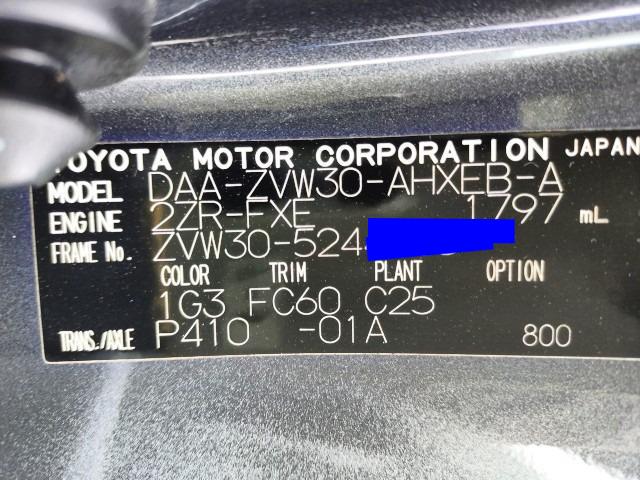 TOYOTA MOTOR CORPORATION JAPAN
MODEL DAA-ZVW30-AHXEB-A
ENGINE 2ZR-FXE 1797 mL
FRAME No. ZVW30-524
COLOR TRIM PLANT OPTION
1G3 FC60 C25
TRANS./AXLE P410 -01A 800